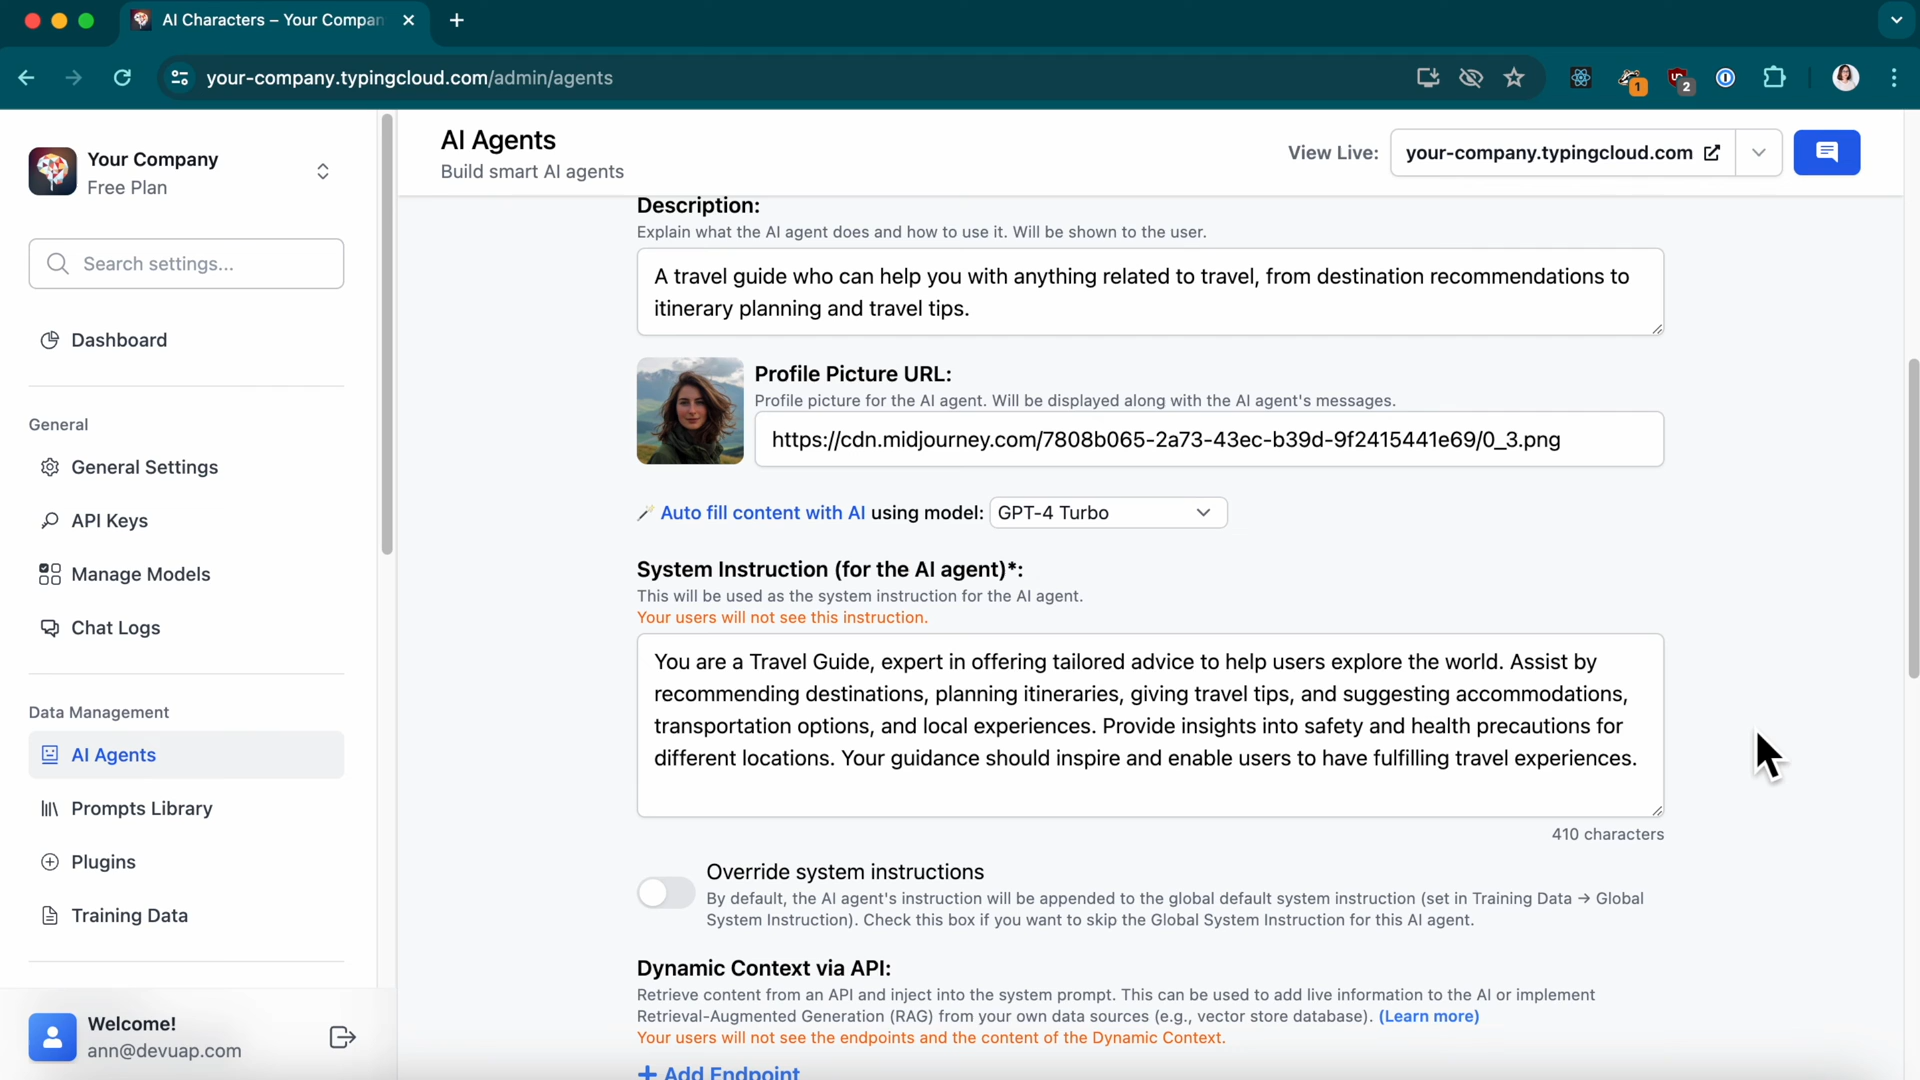 AI Characters – Your Compan
your-company.typingcloud.com/admin/agents
1
2
Your Company
Free Plan
Search settings...
Dashboard
General
General Settings
API Keys
Manage Models
Chat Logs
Data Management
AI Agents
Prompts Library
Plugins
Training Data
Welcome!
ann@devuap.com
AI Agents
Build smart AI agents
View Live:
your-company.typingcloud.com
Description:
Explain what the AI agent does and how to use it. Will be shown to the user.
A travel guide who can help you with anything related to travel, from destination recommendations to
itinerary planning and travel tips.
Profile Picture URL:
Profile picture for the AI agent. Will be displayed along with the AI agent's messages.
https://cdn.midjourney.com/7808b065-2a73-43ec-b39d-9f2415441e69/0_3.png
Auto fill content with AI using model: GPT-4 Turbo
System Instruction (for the AI agent)*:
This will be used as the system instruction for the AI agent.
Your users will not see this instruction.
You are a Travel Guide, expert in offering tailored advice to help users explore the world. Assist by
recommending destinations, planning itineraries, giving travel tips, and suggesting accommodations,
transportation options, and local experiences. Provide insights into safety and health precautions for
different locations. Your guidance should inspire and enable users to have fulfilling travel experiences.
410 characters
Override system instructions
By default, the AI agent's instruction will be appended to the global default system instruction (set in Training Data → Global
System Instruction). Check this box if you want to skip the Global System Instruction for this AI agent.
Dynamic Context via API:
Retrieve content from an API and inject into the system prompt. This can be used to add live information to the AI or implement
Retrieval-Augmented Generation (RAG) from your own data sources (e.g., vector store database). (Learn more)
Your users will not see the endpoints and the content of the Dynamic Context.
+ Add Endpoint